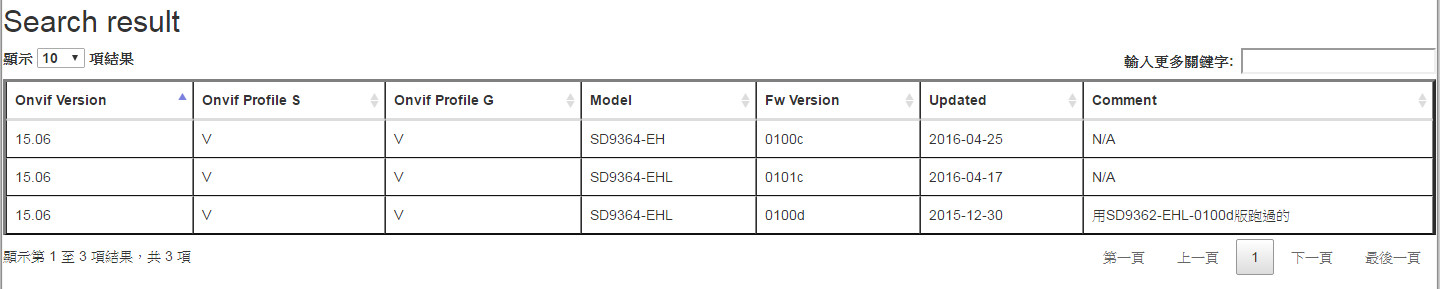 Search result
顯示 10 項結果
輸入更多關鍵字:
Onvif Version Onvif Profile S Onvif Profile G Model Fw Version Updated Comment
15.06 V V SD9364-EH 0100c 2016-04-25 N/A
15.06 V V SD9364-EHL 0101c 2016-04-17 N/A
15.06 V V SD9364-EHL 0100d 2015-12-30 用SD9362-EHL-0100d版跑過的
顯示第 1 至 3 項結果，共 3 項
第一頁 上一頁 1 下一頁 最後一頁